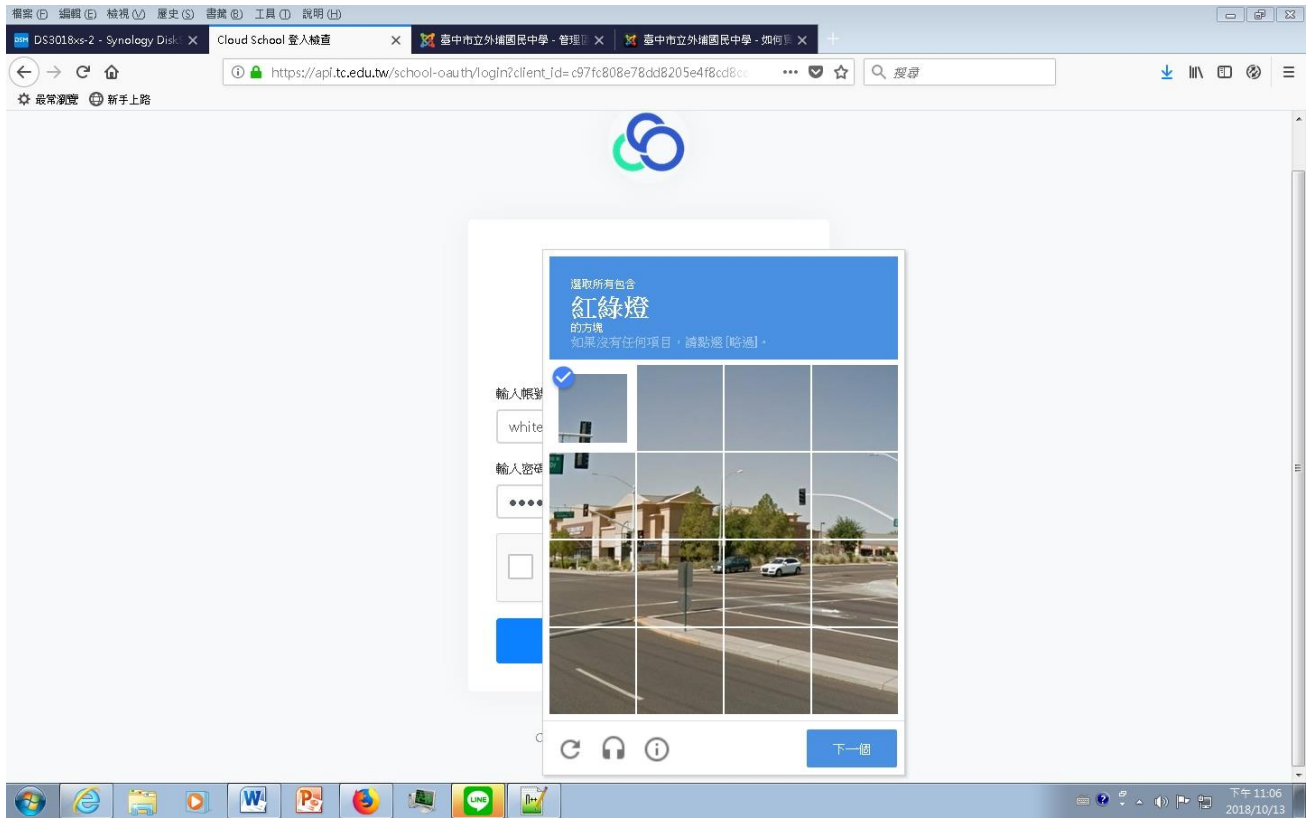 檔案(F) 編輯(E) 檢視(V) 歷史(S) 書籤(B) 工具(T) 說明(H)
DSM DS3018xs-2 - Synology Disk
Cloud School 登入檢查
臺中市立外埔國民中學 - 管理區
臺中市立外埔國民中學 - 如何
https://api.tc.edu.tw/school-oauth/login?client_id=c97fc808e78dd8205e4f8cd8cc
搜尋
最常瀏覽 新手上路
選取所有包含
紅綠燈
的方塊
如果沒有任何項目，請點選 [略過]。
輸入帳號
white
輸入密碼
下一個
LINE
下午 11:06
2018/10/13